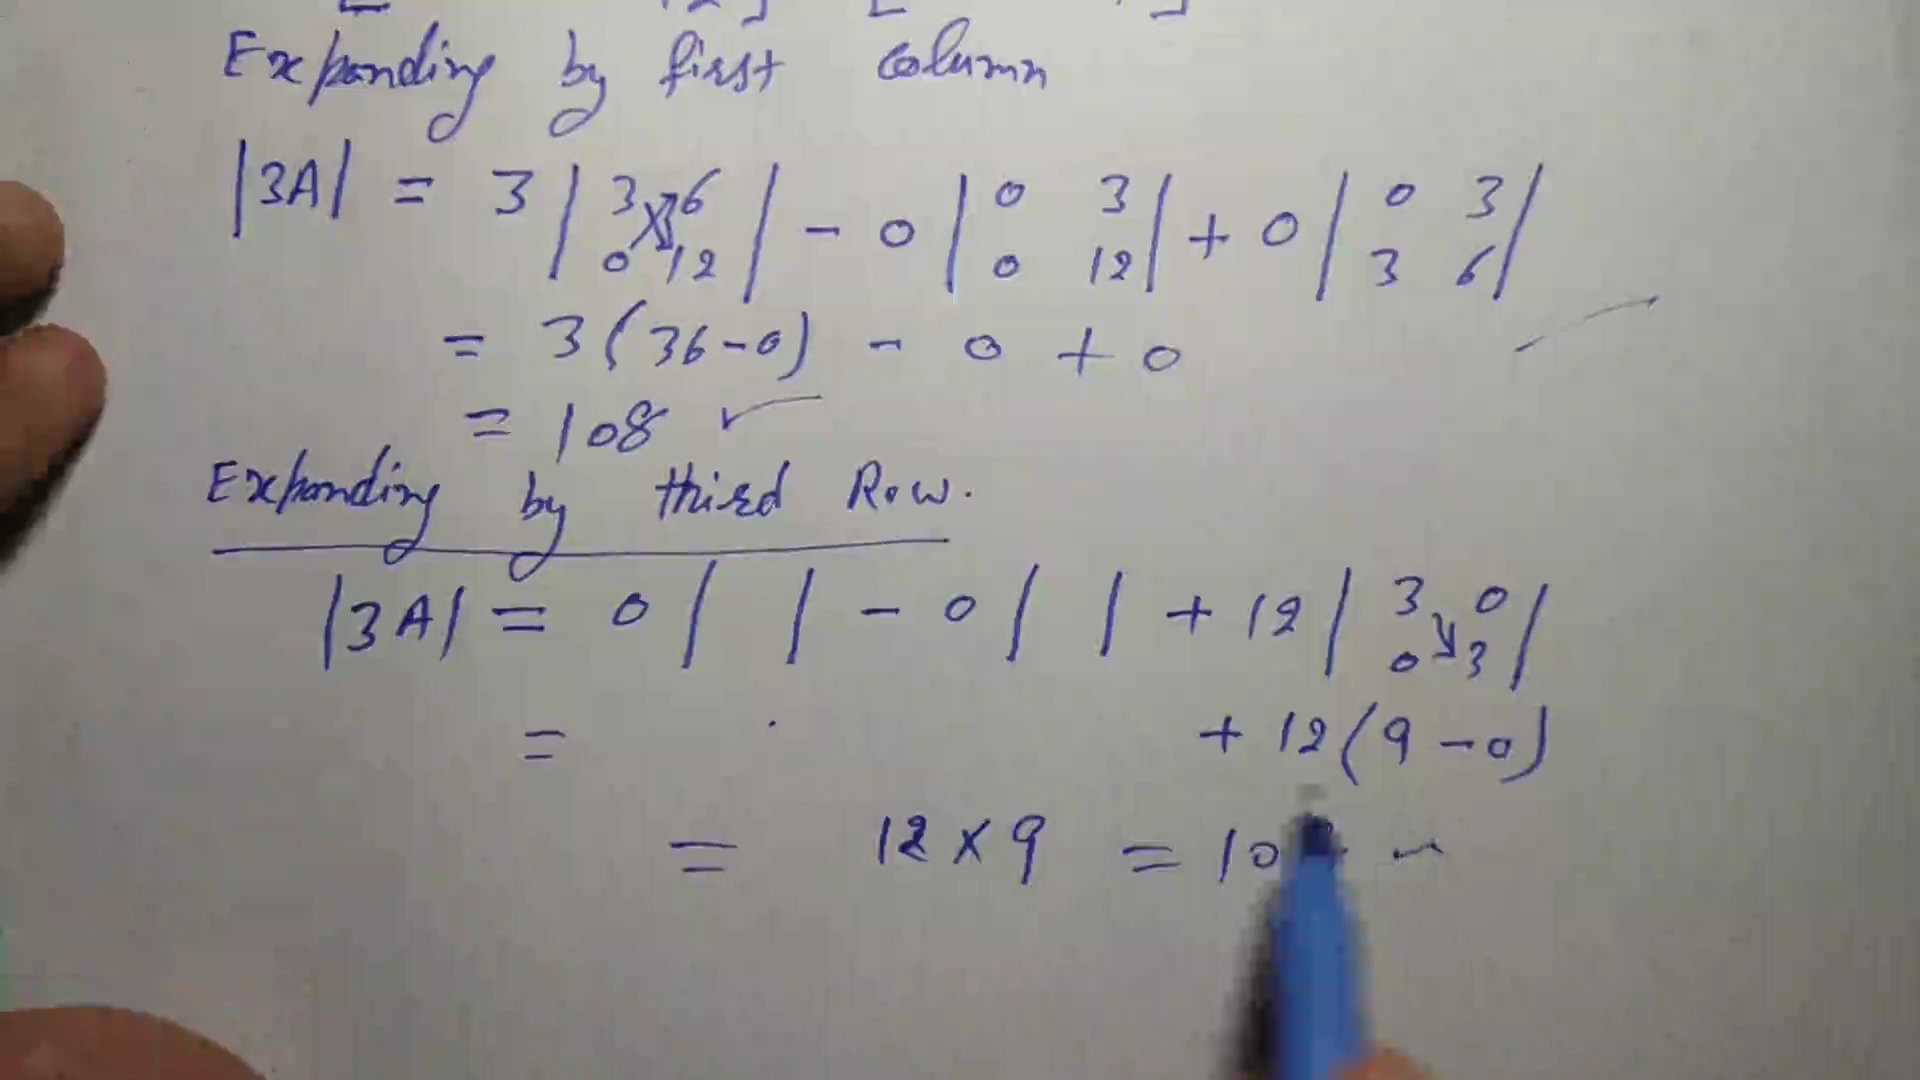 Expanding by first column
|3A| = 3 | 3 6 | - 0 | 0 3 | + 0 | 0 3 |
0 12 0 12 3 6
= 3 (36-0) - 0 + 0
= 108 ✓
Expanding by third Row.
|3A| = 0 | | - 0 | | + 12 | 3 0 |
0 3
= + 12 (9 - 0)
= 12 × 9 = 10